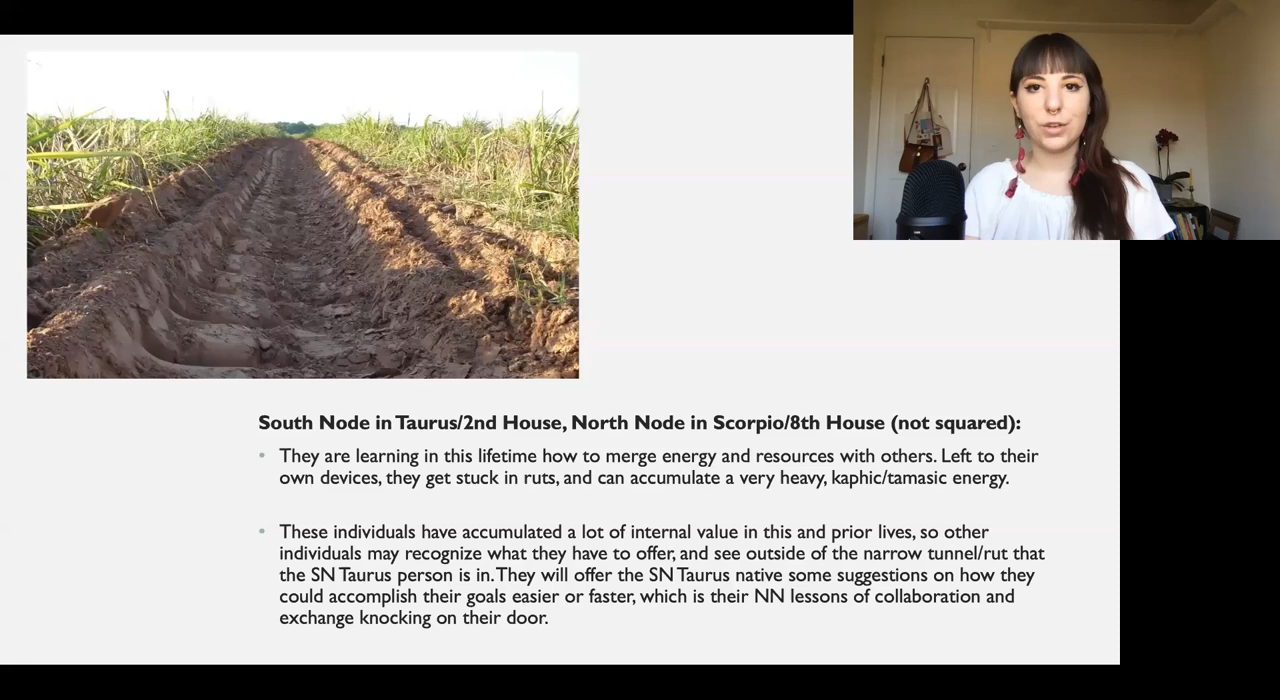 South Node in Taurus/2nd House, North Node in Scorpio/8th House (not squared):
They are learning in this lifetime how to merge energy and resources with others. Left to their
own devices, they get stuck in ruts, and can accumulate a very heavy, kaphic/tamasic energy.
These individuals have accumulated a lot of internal value in this and prior lives, so other
individuals may recognize what they have to offer, and see outside of the narrow tunnel/rut that
the SN Taurus person is in. They will offer the SN Taurus native some suggestions on how they
could accomplish their goals easier or faster, which is their NN lessons of collaboration and
exchange knocking on their door.